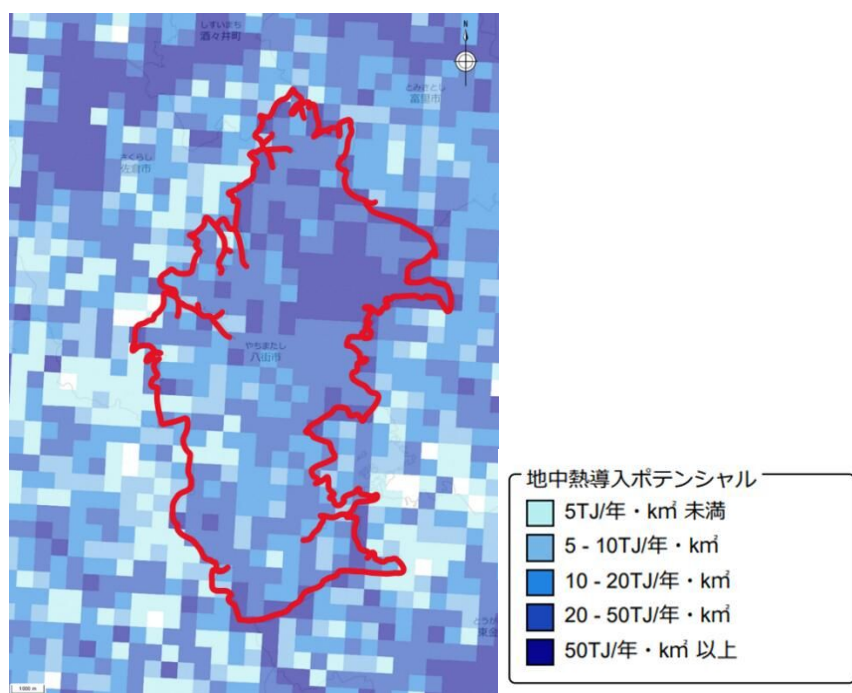 しすいまち
酒々井町
N
とみさとし
富里市
さくらし
佐倉市
やちまたし
八街市
東金
1000 m
地中熱導入ポテンシャル
5TJ/年・k㎡ 未満
5 - 10TJ/年・k㎡
10 - 20TJ/年・k㎡
20 - 50TJ/年・k㎡
50TJ/年・k㎡ 以上